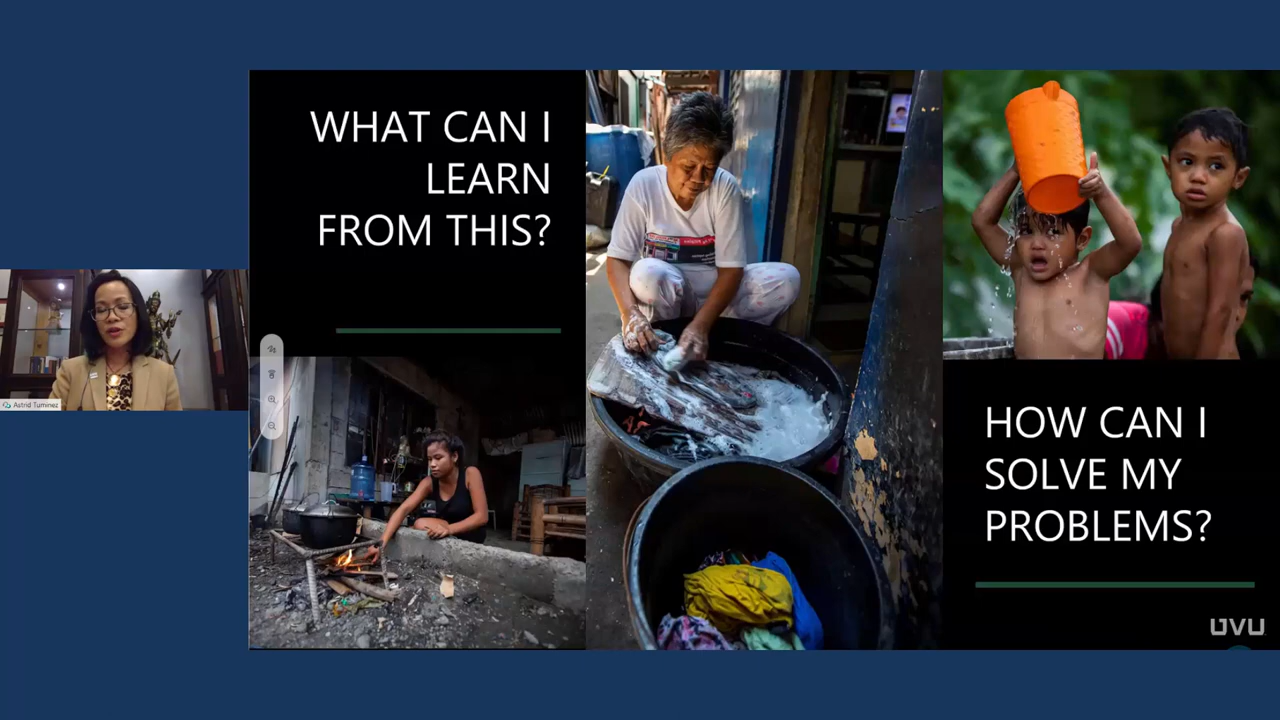 WHAT CAN I
LEARN
FROM THIS?
Astrid Tuminez
HOW CAN I
SOLVE MY
PROBLEMS?
UVU